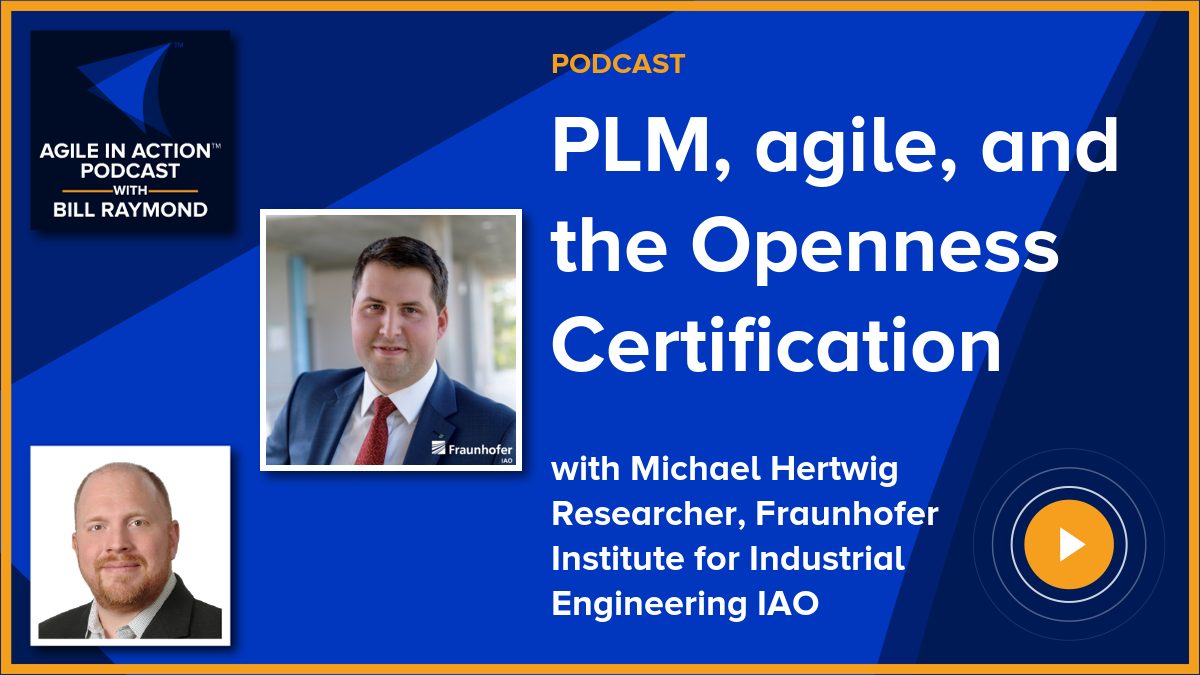 AGILE IN ACTION™
PODCAST
WITH
BILL RAYMOND
PODCAST
PLM, agile, and
the Openness
Certification
with Michael Hertwig
Researcher, Fraunhofer
Institute for Industrial
Engineering IAO
Fraunhofer
IAO
TM